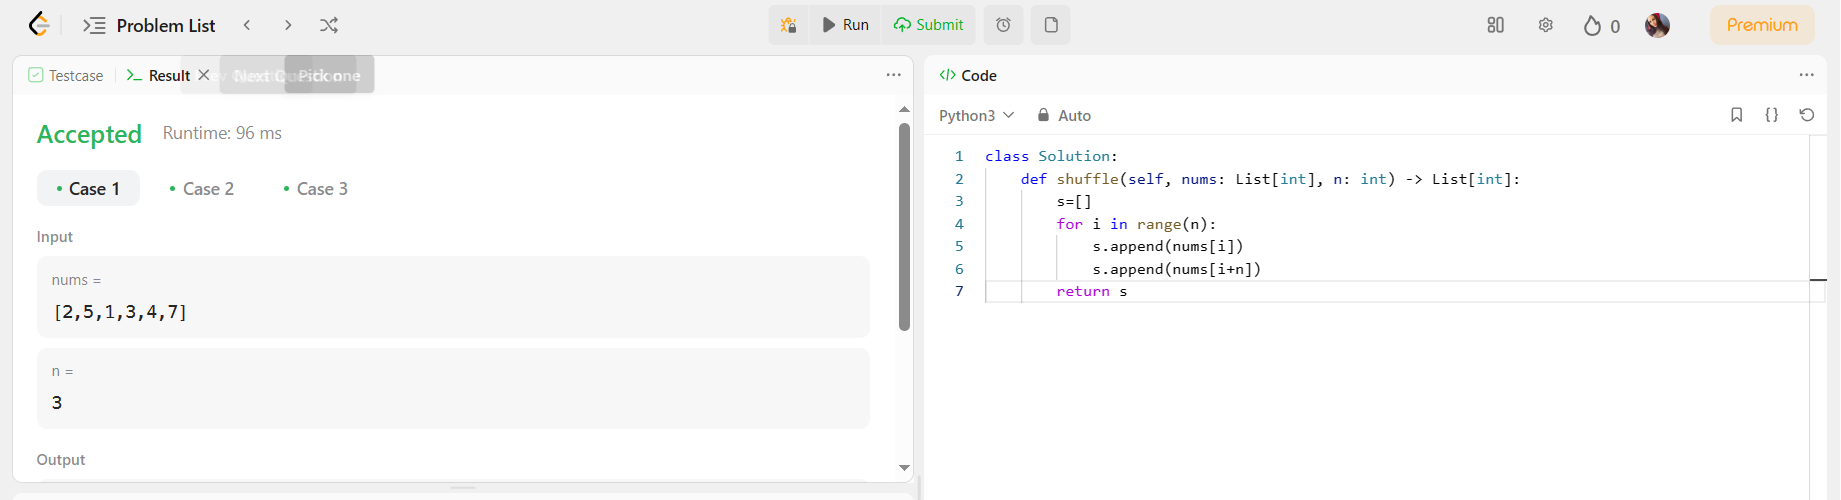 Problem List
Run
Submit
0
Premium
Testcase
Result
Pick one
Accepted
Runtime: 96 ms
Case 1
Case 2
Case 3
Input
nums =
[2,5,1,3,4,7]
n =
3
Output
</> Code
Python3
Auto
1 class Solution:
2     def shuffle(self, nums: List[int], n: int) -> List[int]:
3         s=[]
4         for i in range(n):
5             s.append(nums[i])
6             s.append(nums[i+n])
7         return s